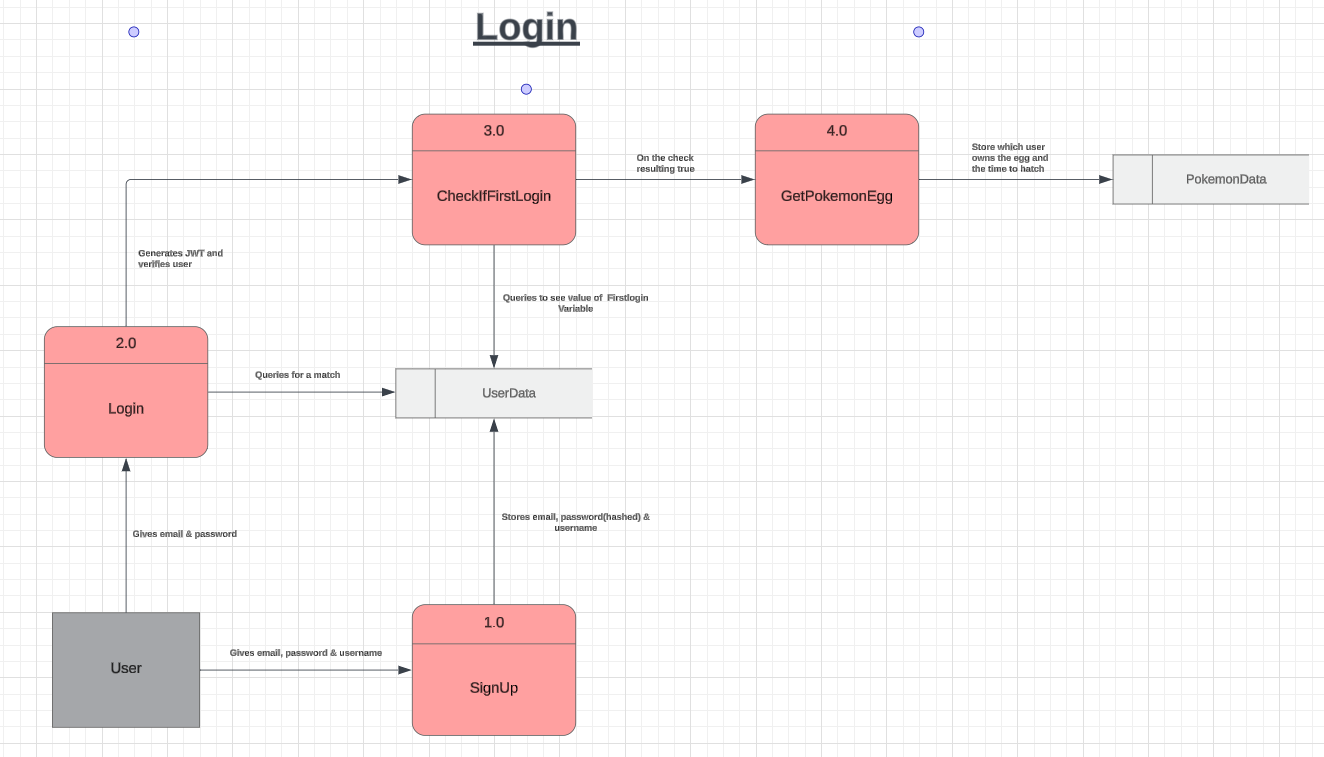 Login
3.0
CheckIfFirstLogin
4.0
GetPokemonEgg
On the check
resulting true
Store which user
owns the egg and
the time to hatch
PokemonData
Generates JWT and
verifies user
Queries to see value of Firstlogin
Variable
2.0
Login
Queries for a match
UserData
Gives email & password
Stores email, password(hashed) &
username
User
Gives email, password & username
1.0
SignUp